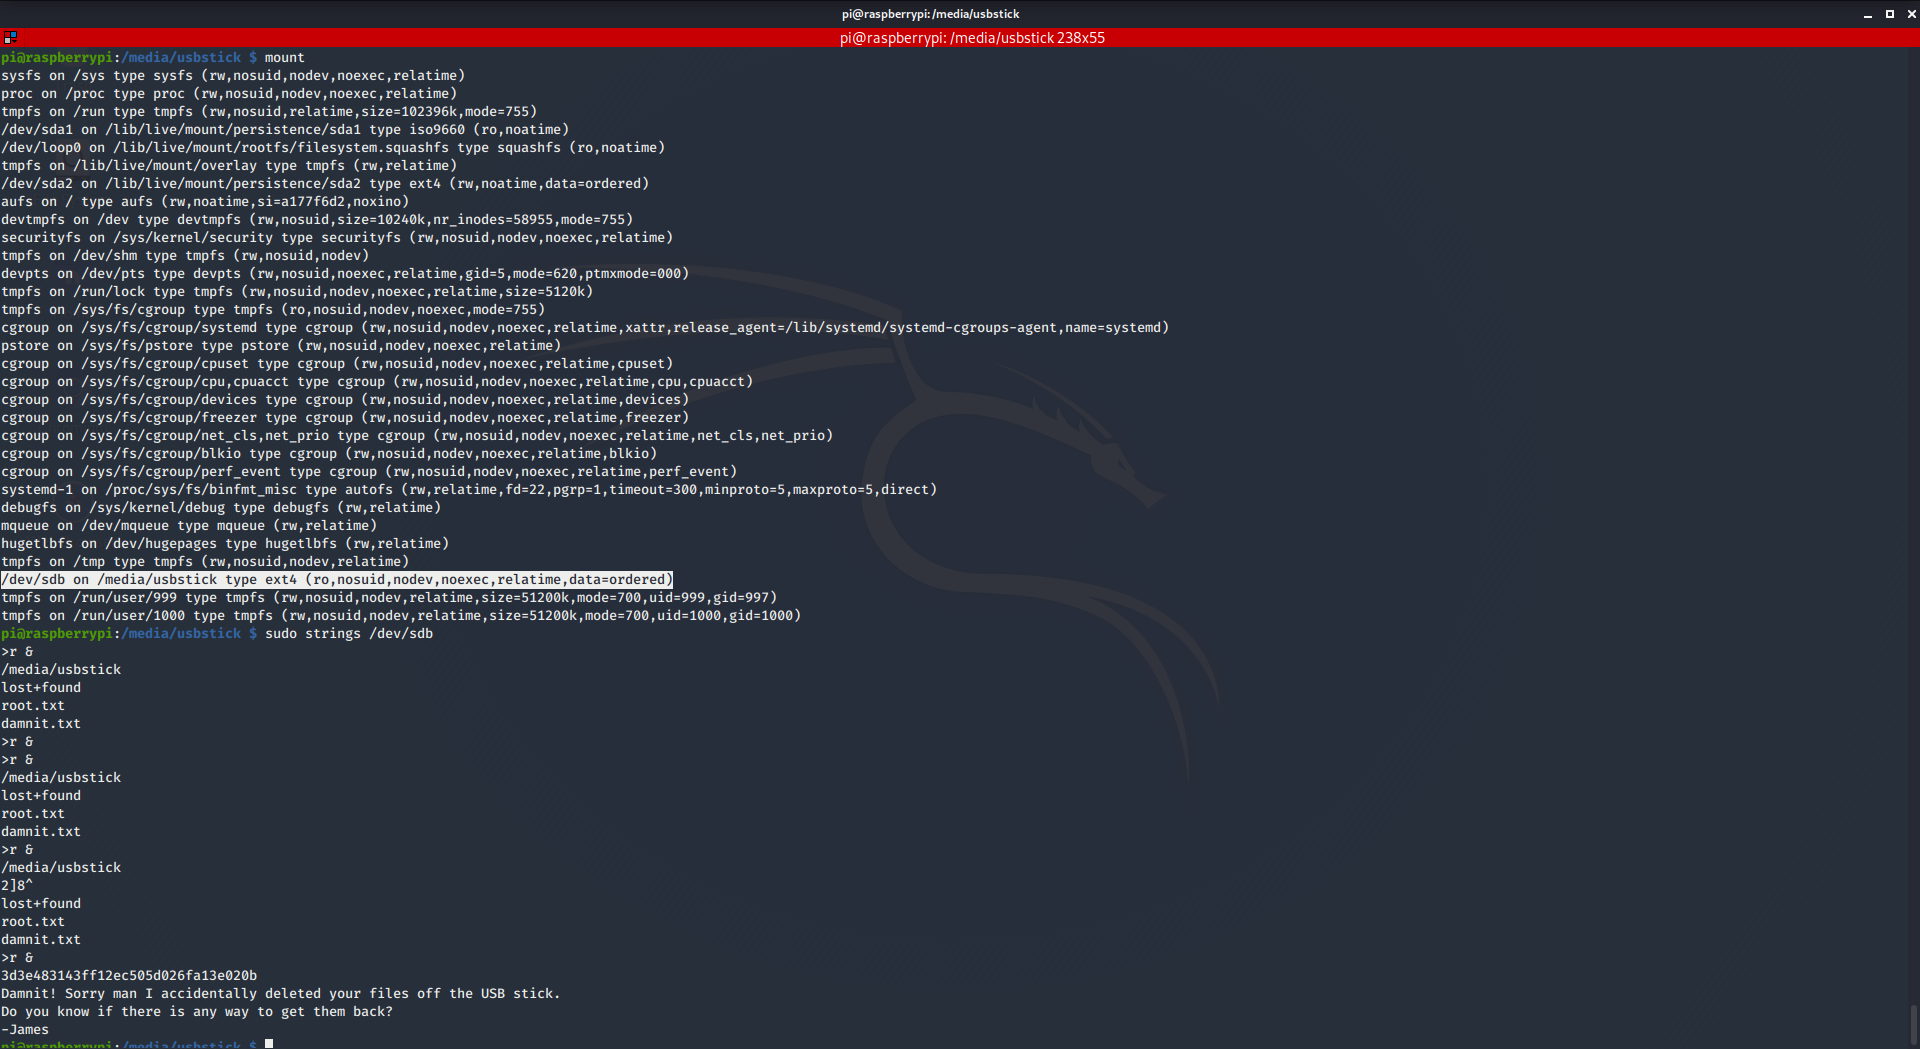 pi@raspberrypi:/media/usbstick
pi@raspberrypi: /media/usbstick 238x55
pi@raspberrypi:/media/usbstick $ mount
sysfs on /sys type sysfs (rw,nosuid,nodev,noexec,relatime)
proc on /proc type proc (rw,nosuid,nodev,noexec,relatime)
tmpfs on /run type tmpfs (rw,nosuid,relatime,size=102396k,mode=755)
/dev/sda1 on /lib/live/mount/persistence/sda1 type iso9660 (ro,noatime)
/dev/loop0 on /lib/live/mount/rootfs/filesystem.squashfs type squashfs (ro,noatime)
tmpfs on /lib/live/mount/overlay type tmpfs (rw,relatime)
/dev/sda2 on /lib/live/mount/persistence/sda2 type ext4 (rw,noatime,data=ordered)
aufs on / type aufs (rw,noatime,si=a177f6d2,noxino)
devtmpfs on /dev type devtmpfs (rw,nosuid,size=10240k,nr_inodes=58955,mode=755)
securityfs on /sys/kernel/security type securityfs (rw,nosuid,nodev,noexec,relatime)
tmpfs on /dev/shm type tmpfs (rw,nosuid,nodev)
devpts on /dev/pts type devpts (rw,nosuid,noexec,relatime,gid=5,mode=620,ptmxmode=000)
tmpfs on /run/lock type tmpfs (rw,nosuid,nodev,noexec,relatime,size=5120k)
tmpfs on /sys/fs/cgroup type tmpfs (ro,nosuid,nodev,noexec,mode=755)
cgroup on /sys/fs/cgroup/systemd type cgroup (rw,nosuid,nodev,noexec,relatime,xattr,release_agent=/lib/systemd/systemd-cgroups-agent,name=systemd)
pstore on /sys/fs/pstore type pstore (rw,nosuid,nodev,noexec,relatime)
cgroup on /sys/fs/cgroup/cpuset type cgroup (rw,nosuid,nodev,noexec,relatime,cpuset)
cgroup on /sys/fs/cgroup/cpu,cpuacct type cgroup (rw,nosuid,nodev,noexec,relatime,cpu,cpuacct)
cgroup on /sys/fs/cgroup/devices type cgroup (rw,nosuid,nodev,noexec,relatime,devices)
cgroup on /sys/fs/cgroup/freezer type cgroup (rw,nosuid,nodev,noexec,relatime,freezer)
cgroup on /sys/fs/cgroup/net_cls,net_prio type cgroup (rw,nosuid,nodev,noexec,relatime,net_cls,net_prio)
cgroup on /sys/fs/cgroup/blkio type cgroup (rw,nosuid,nodev,noexec,relatime,blkio)
cgroup on /sys/fs/cgroup/perf_event type cgroup (rw,nosuid,nodev,noexec,relatime,perf_event)
systemd-1 on /proc/sys/fs/binfmt_misc type autofs (rw,relatime,fd=22,pgrp=1,timeout=300,minproto=5,maxproto=5,direct)
debugfs on /sys/kernel/debug type debugfs (rw,relatime)
mqueue on /dev/mqueue type mqueue (rw,relatime)
hugetlbfs on /dev/hugepages type hugetlbfs (rw,relatime)
tmpfs on /tmp type tmpfs (rw,nosuid,nodev,relatime)
/dev/sdb on /media/usbstick type ext4 (ro,nosuid,nodev,noexec,relatime,data=ordered)
tmpfs on /run/user/999 type tmpfs (rw,nosuid,nodev,relatime,size=51200k,mode=700,uid=999,gid=997)
tmpfs on /run/user/1000 type tmpfs (rw,nosuid,nodev,relatime,size=51200k,mode=700,uid=1000,gid=1000)
pi@raspberrypi:/media/usbstick $ sudo strings /dev/sdb
>r &
/media/usbstick
lost+found
root.txt
damnit.txt
>r &
>r &
/media/usbstick
lost+found
root.txt
damnit.txt
>r &
/media/usbstick
2]8^
lost+found
root.txt
damnit.txt
>r &
3d3e483143ff12ec505d026fa13e020b
Damnit! Sorry man I accidentally deleted your files off the USB stick.
Do you know if there is any way to get them back?
-James
pi@raspberrypi:/media/usbstick $